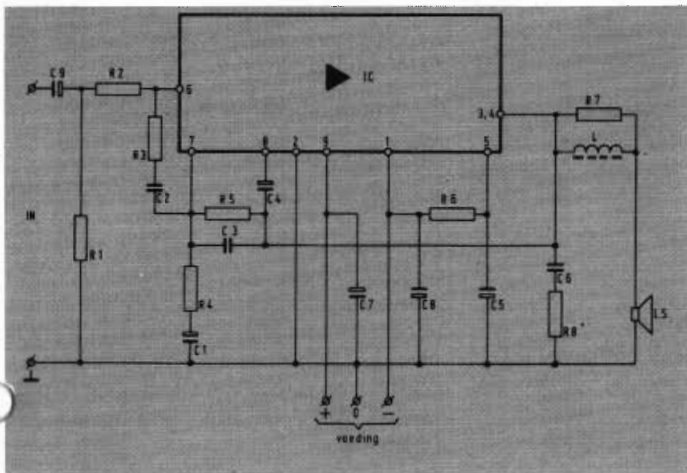 C9
R2
6
IC
3,4
R7
L
7
8
2
9
1
5
R3
C2
R5
C4
R6
IN
R1
C3
R4
C1
C7
C8
C5
C6
R8
LS
+
0
-
voeding